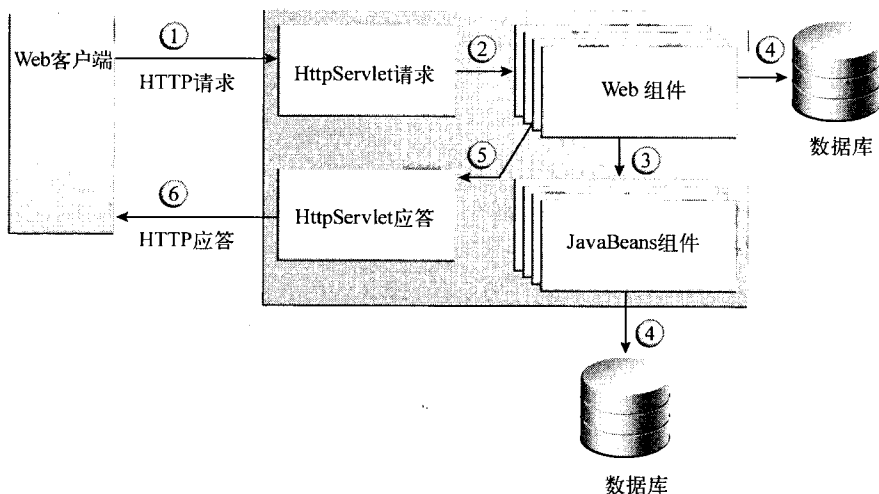 Web客户端
①
HTTP请求
HttpServlet请求
②
Web 组件
④
数据库
③
⑤
HttpServlet应答
⑥
HTTP应答
JavaBeans组件
④
数据库